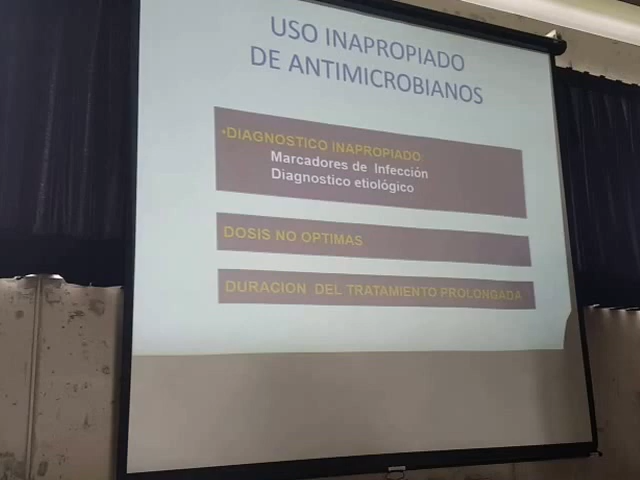 USO INAPROPIADO
DE ANTIMICROBIANOS
•DIAGNOSTICO INAPROPIADO
Marcadores de Infección
Diagnostico etiológico
DOSIS NO OPTIMAS
DURACION DEL TRATAMIENTO PROLONGADA